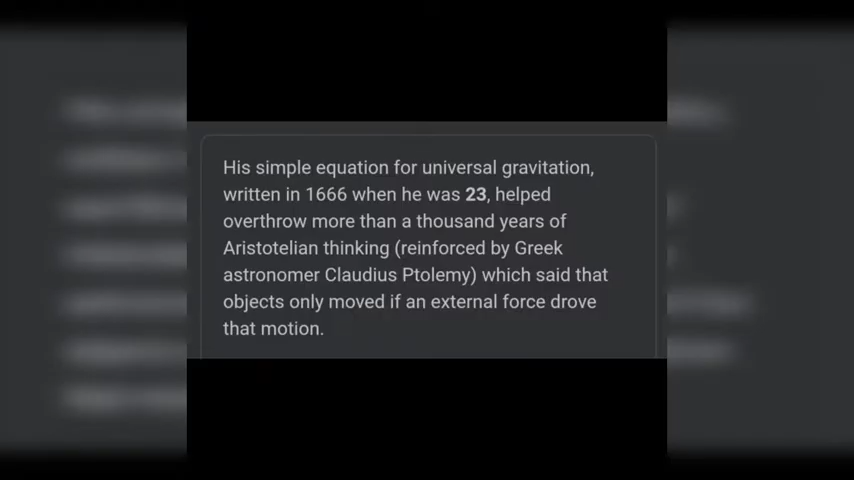 His simple equation for universal gravitation,
written in 1666 when he was 23, helped
overthrow more than a thousand years of
Aristotelian thinking (reinforced by Greek
astronomer Claudius Ptolemy) which said that
objects only moved if an external force drove
that motion.